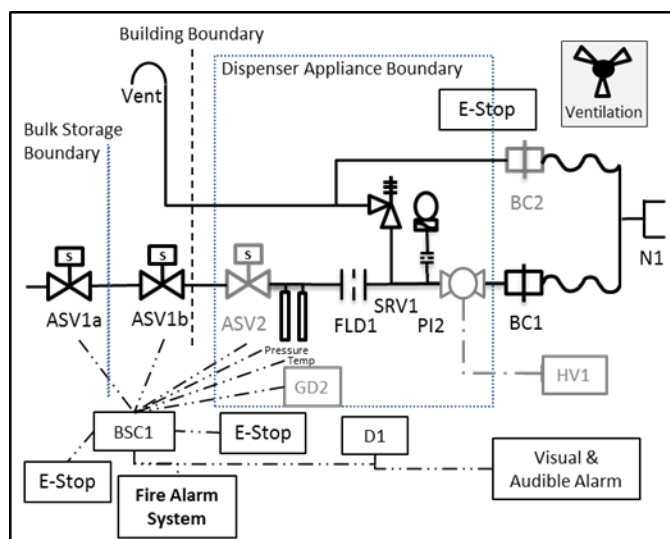 Building Boundary
Dispenser Appliance Boundary
Vent
E-Stop
Ventilation
Bulk Storage
Boundary
BC2
S
S
S
N1
ASV1a
ASV1b
ASV2
FLD1
SRV1
PI2
BC1
Pressure
Temp
GD2
HV1
BSC1
E-Stop
D1
E-Stop
Visual &
Audible Alarm
Fire Alarm
System